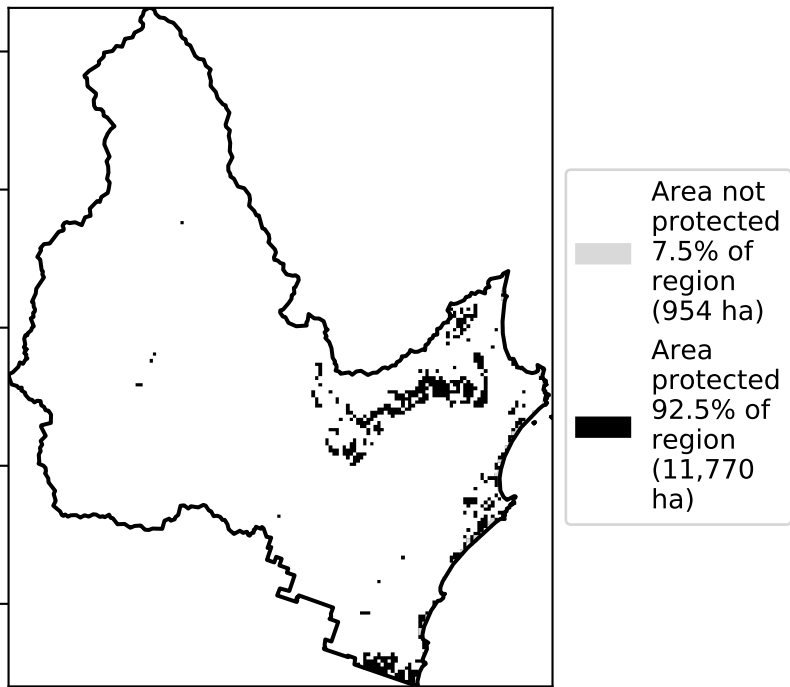 Area not
protected
7.5% of
region
(954 ha)
Area
protected
92.5% of
region
(11,770
ha)